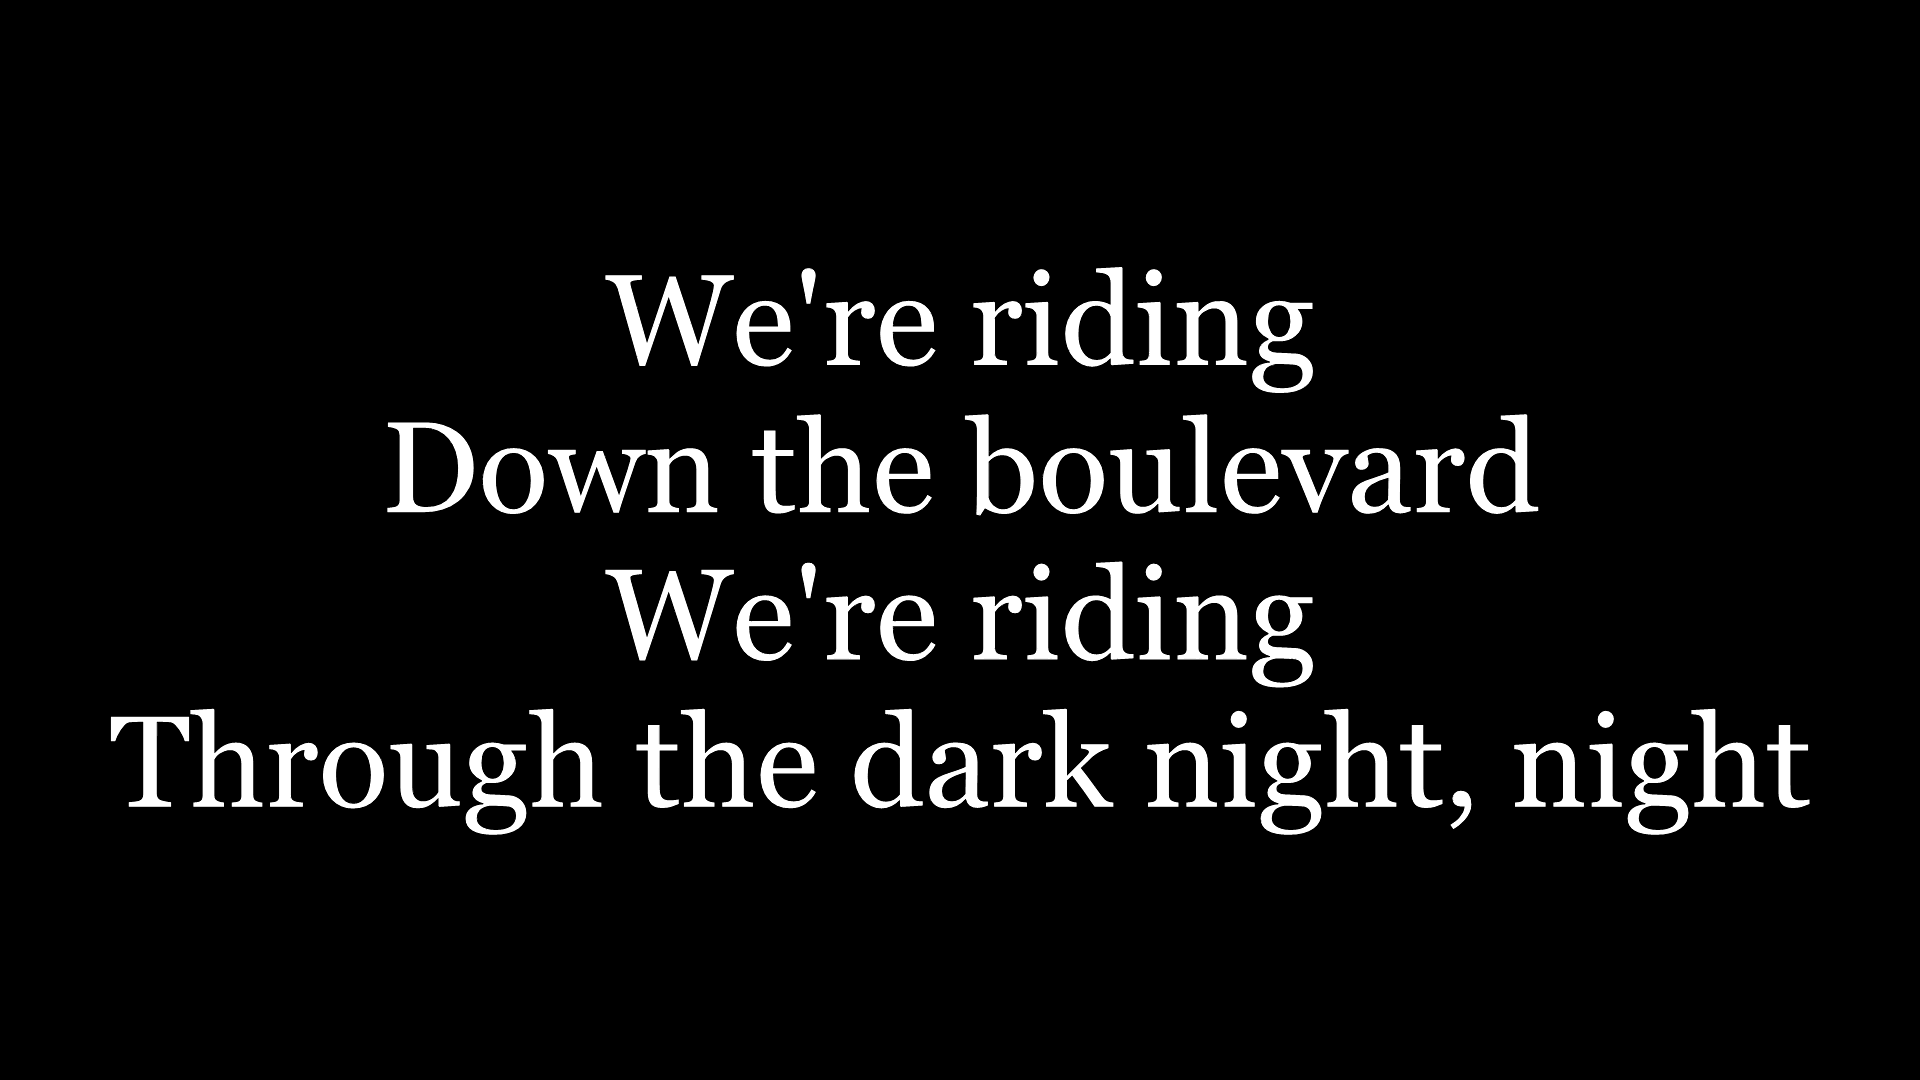 We're riding
Down the boulevard
We're riding
Through the dark night, night